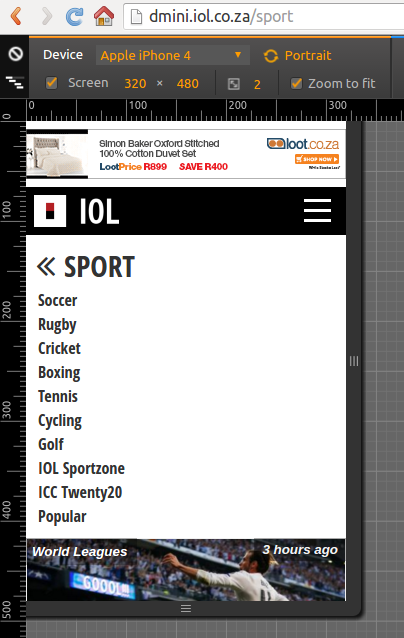 dmini.iol.co.za/sport
Device Apple iPhone 4 Portrait
Screen 320 × 480 2 Zoom to fit
0 100 200 300
0
100
200
300
400
500
Simon Baker Oxford Stitched
100% Cotton Duvet Set
LootPrice R899 SAVE R400
loot.co.za
SHOP NOW
IOL
SPORT
Soccer
Rugby
Cricket
Boxing
Tennis
Cycling
Golf
IOL Sportzone
ICC Twenty20
Popular
World Leagues 3 hours ago
GOOOL